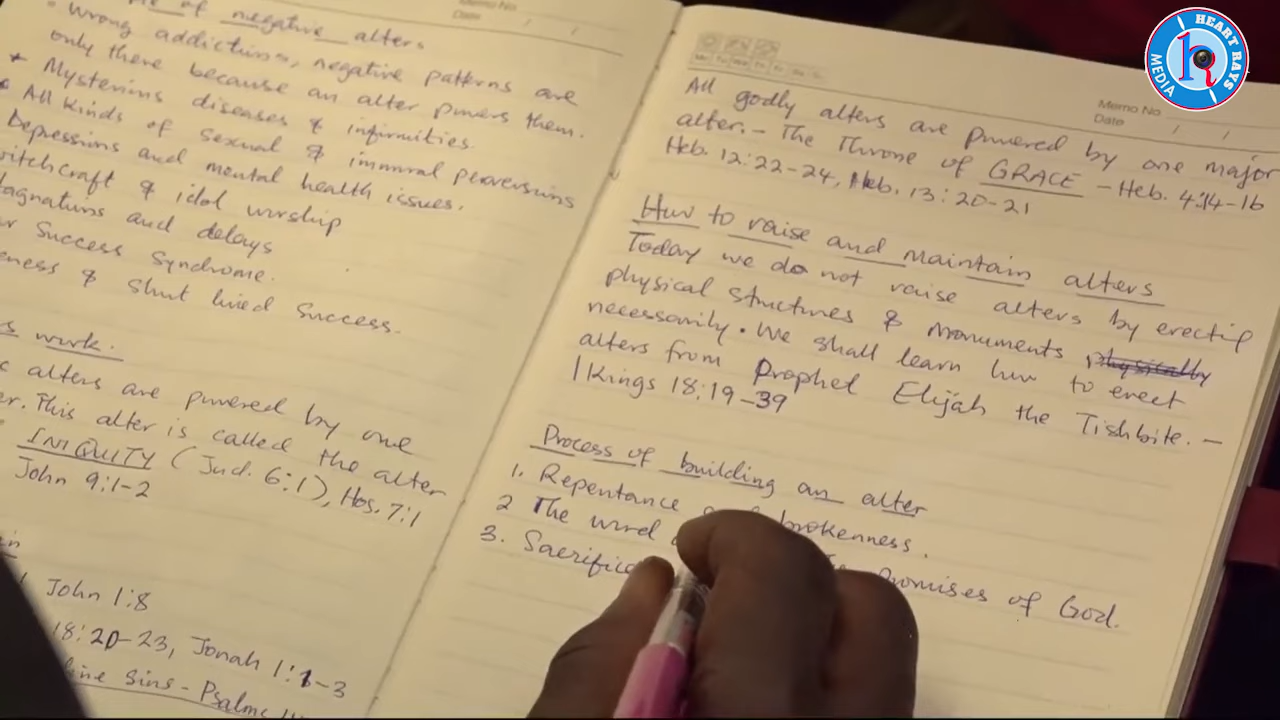 of negative alters
Wrong addictions, negative patterns are
only there because an alter powers them.
* Mysterious diseases & infirmities.
All kinds of sexual & immoral perversions
Depressions and mental health issues.
witchcraft & idol worship
stagnations and delays
Success Syndrome.
& short lived success.
work.
alters are powered by one
This alter is called the alter
INIQUITY (Jud. 6:1), Hos. 7:1
John 9:1-2
John 1:8
18:20-23, Jonah 1:1-3
Sins - Psalms
Memo No.
Date / /
All godly alters are powered by one major
alter. - The Throne of GRACE - Heb. 4:14-16
Heb. 12:22-24, Heb. 13:20-21
How to raise and maintain alters
Today we do not raise alters by erecting
physical structures & monuments physically
necessarily. We shall learn how to erect
alters from Prophet Elijah the Tishbite. -
1 Kings 18:19-39
Process of building an alter
1. Repentance brokenness.
2 The word promises of God.
3. Sacrific
Memo No.
Date / /
HEART RAYS
MEDIA